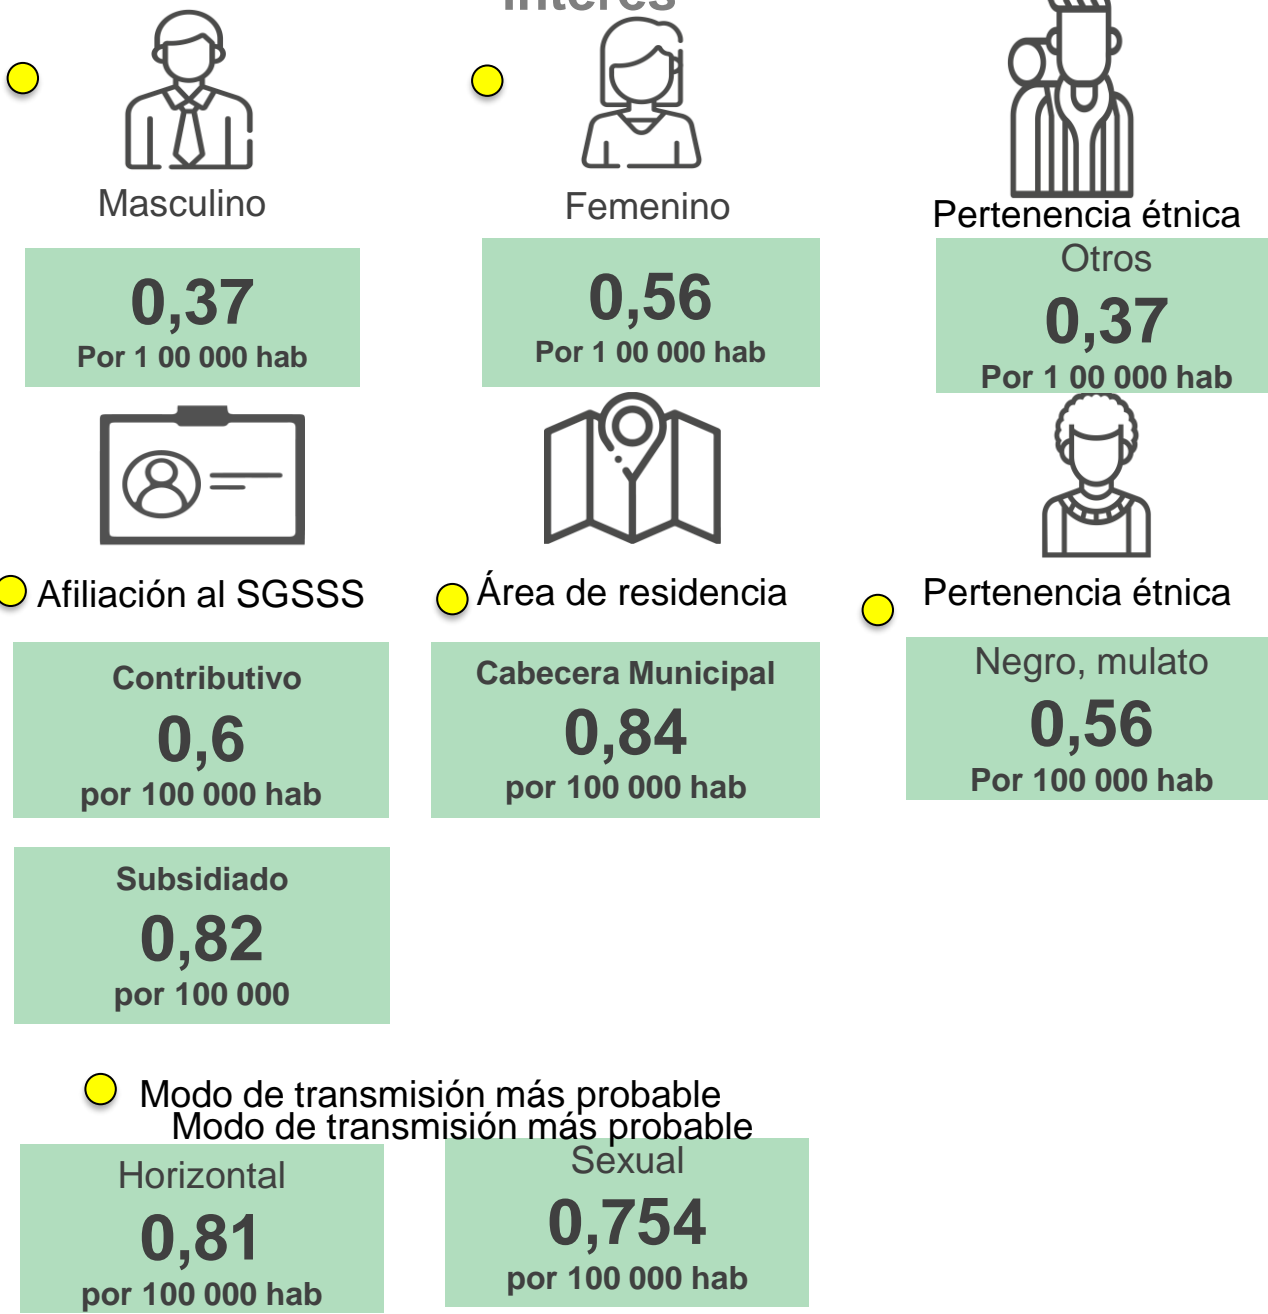 interés
Masculino
0,37
Por 1 00 000 hab
Femenino
0,56
Por 1 00 000 hab
Pertenencia étnica
Otros
0,37
Por 1 00 000 hab
Afiliación al SGSSS
Contributivo
0,6
por 100 000 hab
Subsidiado
0,82
por 100 000
Área de residencia
Cabecera Municipal
0,84
por 100 000 hab
Pertenencia étnica
Negro, mulato
0,56
Por 100 000 hab
Modo de transmisión más probable
Modo de transmisión más probable
Horizontal
0,81
por 100 000 hab
Sexual
0,754
por 100 000 hab